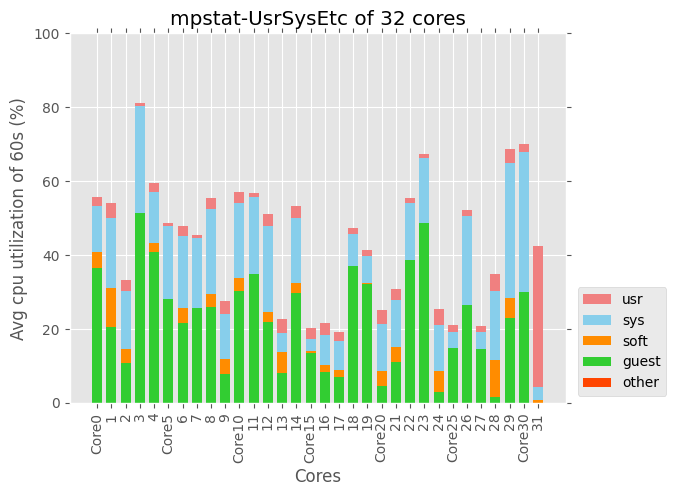 mpstat-UsrSysEtc of 32 cores
Avg cpu utilization of 60s (%)
100
80
60
40
20
0
Core0
1
2
3
4
Core5
6
7
8
9
Core10
11
12
13
14
Core15
16
17
18
19
Core20
21
22
23
24
Core25
26
27
28
29
Core30
31
Cores
usr
sys
soft
guest
other